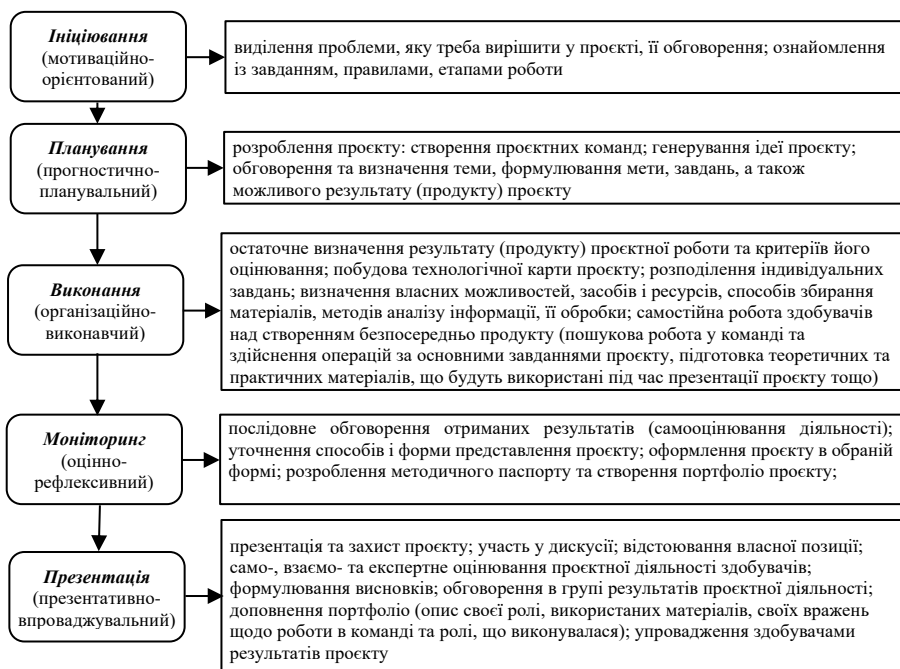 Ініціювання
(мотиваційно-
орієнтований)
виділення проблеми, яку треба вирішити у проєкті, її обговорення; ознайомлення
із завданням, правилами, етапами роботи
Планування
(прогностично-
планувальний)
розроблення проєкту: створення проєктних команд; генерування ідеї проєкту;
обговорення та визначення теми, формулювання мети, завдань, а також
можливого результату (продукту) проєкту
Виконання
(організаційно-
виконавчий)
остаточне визначення результату (продукту) проєктної роботи та критеріїв його
оцінювання; побудова технологічної карти проєкту; розподілення індивідуальних
завдань; визначення власних можливостей, засобів і ресурсів, способів збирання
матеріалів, методів аналізу інформації, її обробки; самостійна робота здобувачів
над створенням безпосередньо продукту (пошукова робота у команді та
здійснення операцій за основними завданнями проєкту, підготовка теоретичних та
практичних матеріалів, що будуть використані під час презентації проєкту тощо)
Моніторинг
(оцінно-
рефлексивний)
послідовне обговорення отриманих результатів (самооцінювання діяльності);
уточнення способів і форми представлення проєкту; оформлення проєкту в обраній
формі; розроблення методичного паспорту та створення портфоліо проєкту;
Презентація
(презентативно-
впроваджувальний)
презентація та захист проєкту; участь у дискусії; відстоювання власної позиції;
само-, взаємо- та експертне оцінювання проєктної діяльності здобувачів;
формулювання висновків; обговорення в групі результатів проєктної діяльності;
доповнення портфоліо (опис своєї ролі, використаних матеріалів, своїх вражень
щодо роботи в команді та ролі, що виконувалася); упровадження здобувачами
результатів проєкту